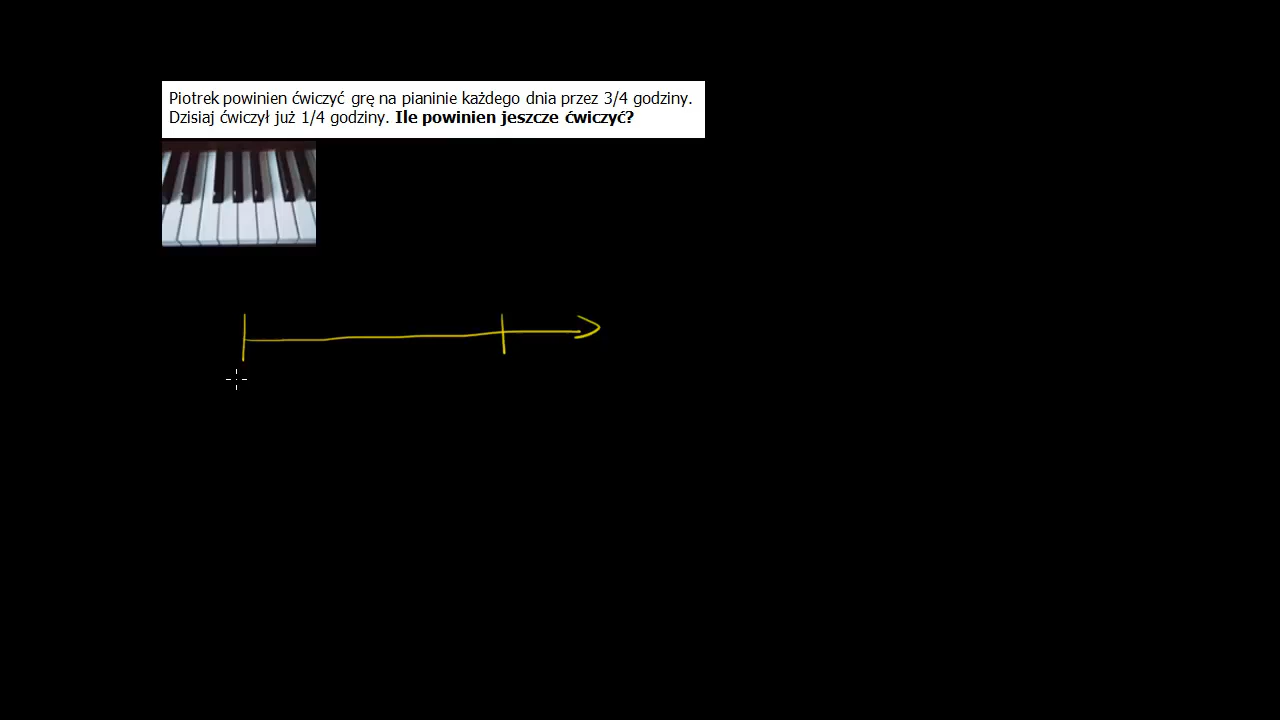 Piotrek powinien ćwiczyć grę na pianinie każdego dnia przez 3/4 godziny.
Dzisiaj ćwiczył już 1/4 godziny. Ile powinien jeszcze ćwiczyć?